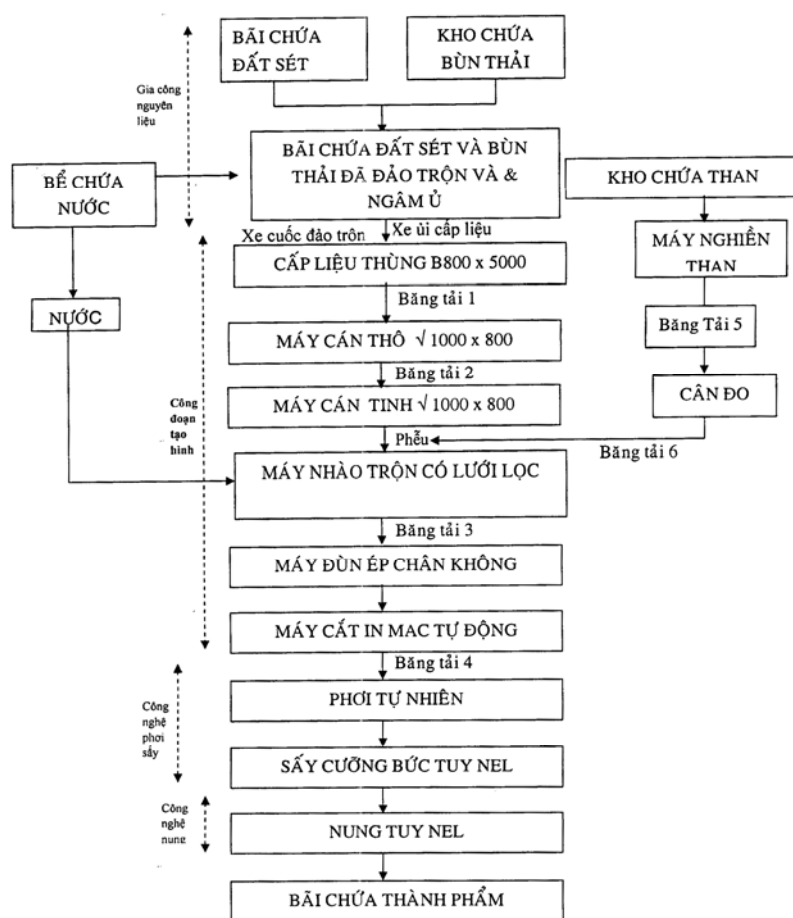 BÃI CHỨA
ĐẤT SÉT
KHO CHỨA
BÙN THẢI
Gia công
nguyên
liệu
BÃI CHỨA ĐẤT SÉT VÀ BÙN
THẢI ĐÃ ĐẢO TRỘN VÀ &
NGÂM Ủ
BỂ CHỨA
NƯỚC
KHO CHỨA THAN
Xe cuốc đảo trôn
Xe ủi cấp liệu
MÁY NGHIỀN
THAN
CẤP LIỆU THÙNG B800 x 5000
Băng tải 1
NƯỚC
Băng Tải 5
MÁY CÁN THÔ √ 1000 x 800
Băng tải 2
CÂN ĐO
MÁY CÁN TINH √ 1000 x 800
Công
đoạn
tạo
hình
Phễu
Băng tải 6
MÁY NHÀO TRỘN CÓ LƯỚI LỌC
Băng tải 3
MÁY ĐÙN ÉP CHÂN KHÔNG
MÁY CẮT IN MAC TỰ ĐỘNG
Băng tải 4
PHƠI TỰ NHIÊN
Công
nghệ
phơi
sấy
SẤY CƯỠNG BỨC TUY NEL
Công
nghệ
nung
NUNG TUY NEL
BÃI CHỨA THÀNH PHẨM